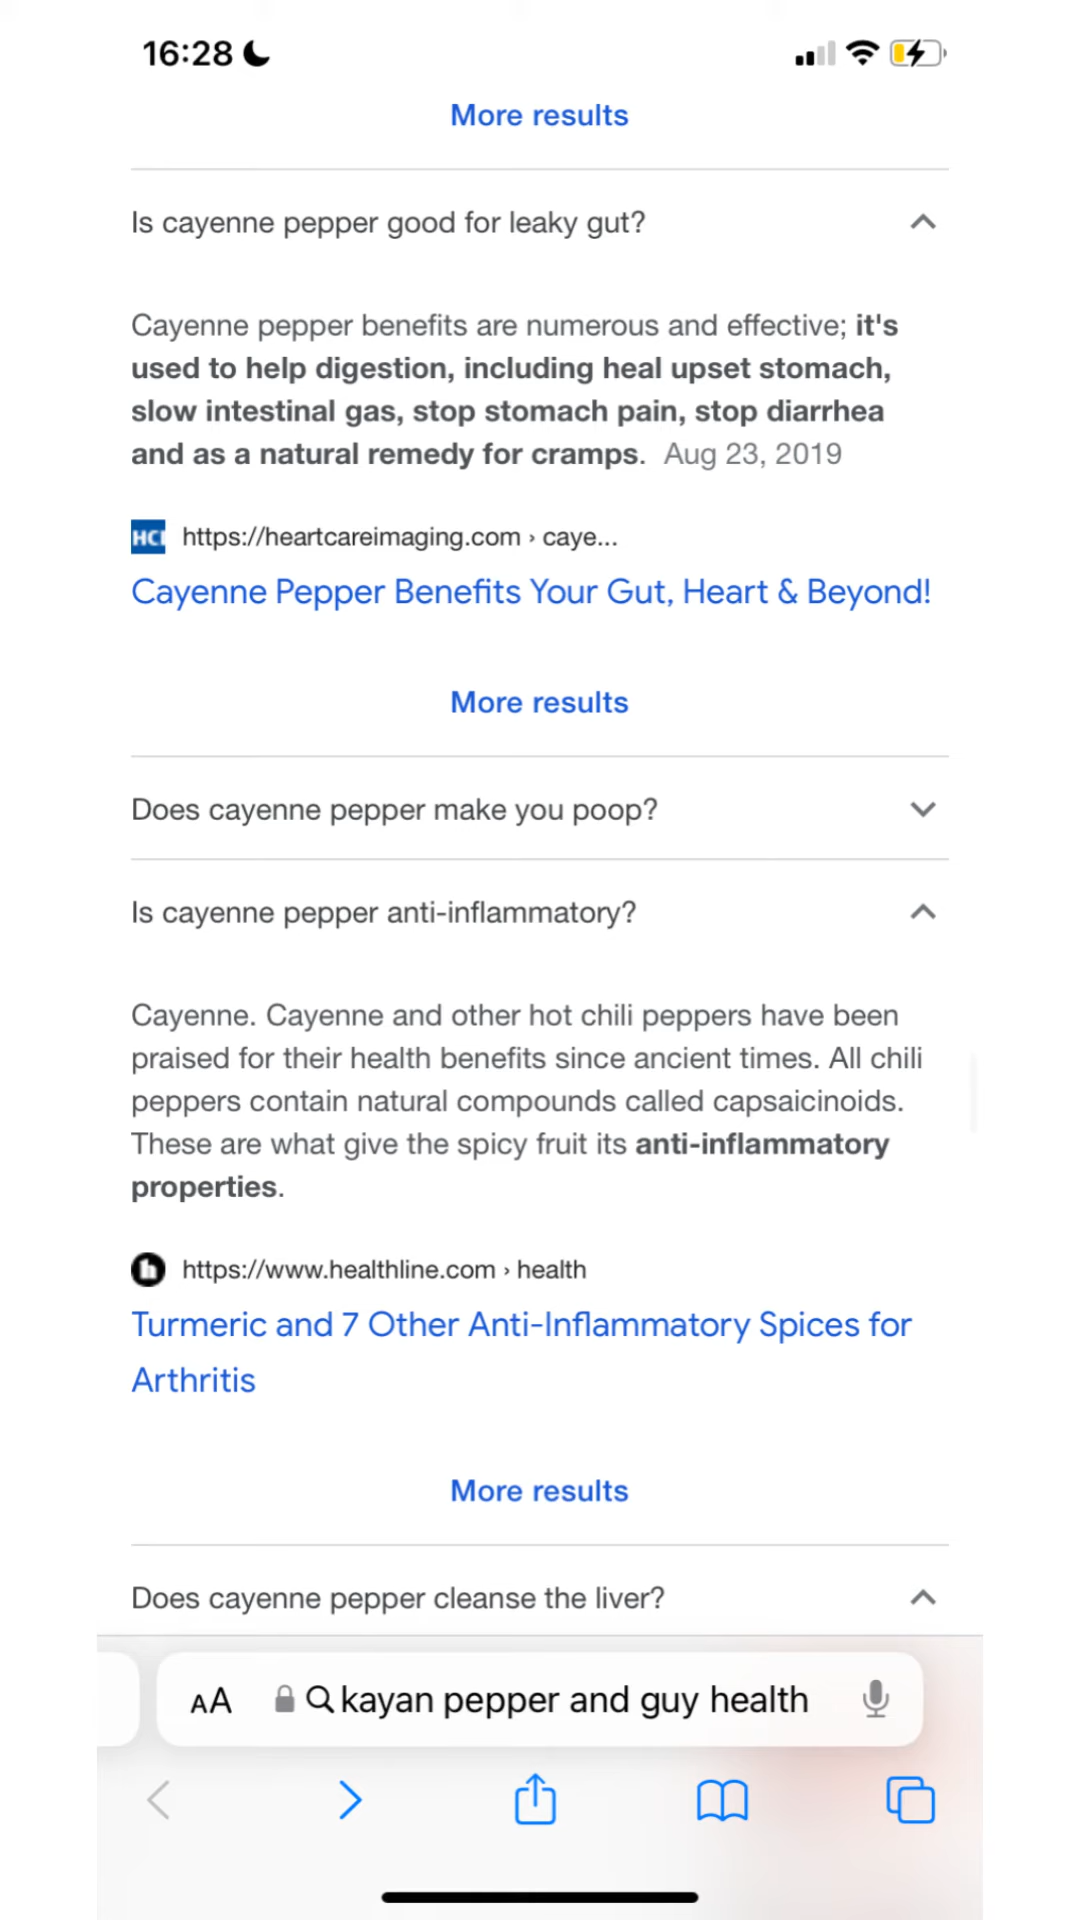 16:28
More results
Is cayenne pepper good for leaky gut?
Cayenne pepper benefits are numerous and effective; it's
used to help digestion, including heal upset stomach,
slow intestinal gas, stop stomach pain, stop diarrhea
and as a natural remedy for cramps. Aug 23, 2019
HCI https://heartcareimaging.com › caye...
Cayenne Pepper Benefits Your Gut, Heart & Beyond!
More results
Does cayenne pepper make you poop?
Is cayenne pepper anti-inflammatory?
Cayenne. Cayenne and other hot chili peppers have been
praised for their health benefits since ancient times. All chili
peppers contain natural compounds called capsaicinoids.
These are what give the spicy fruit its anti-inflammatory
properties.
h https://www.healthline.com › health
Turmeric and 7 Other Anti-Inflammatory Spices for
Arthritis
More results
Does cayenne pepper cleanse the liver?
AA kayan pepper and guy health